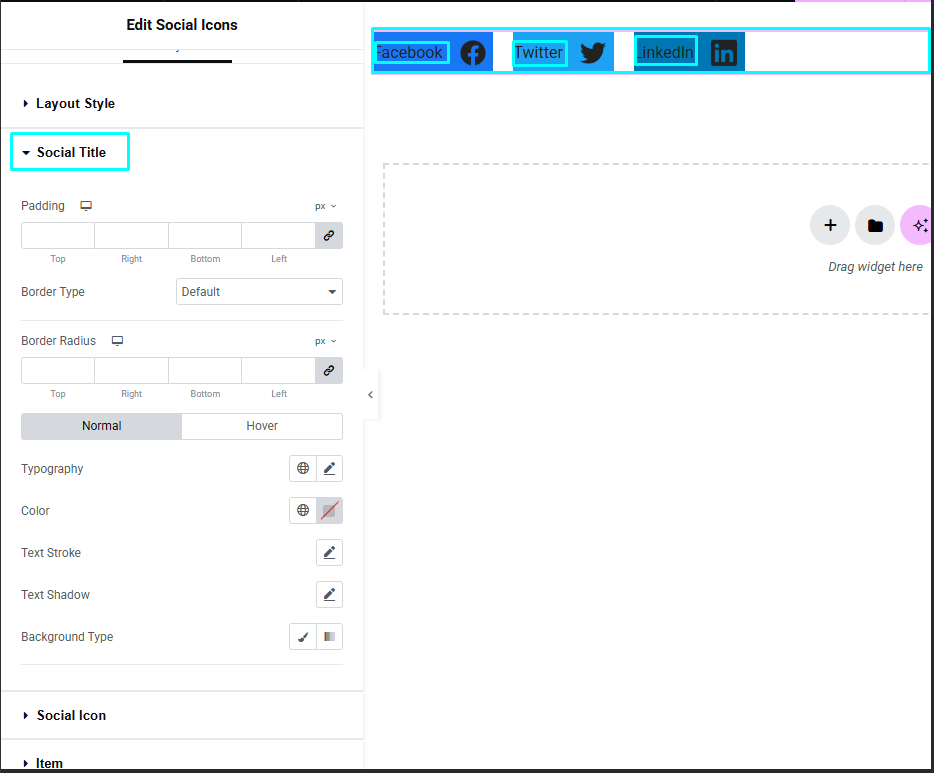 Edit Social Icons
Facebook
Twitter
LinkedIn
Layout Style
Social Title
Padding
px
Top Right Bottom Left
Border Type
Default
Drag widget here
Border Radius
px
Top Right Bottom Left
Normal
Hover
Typography
Color
Text Stroke
Text Shadow
Background Type
Social Icon
Item